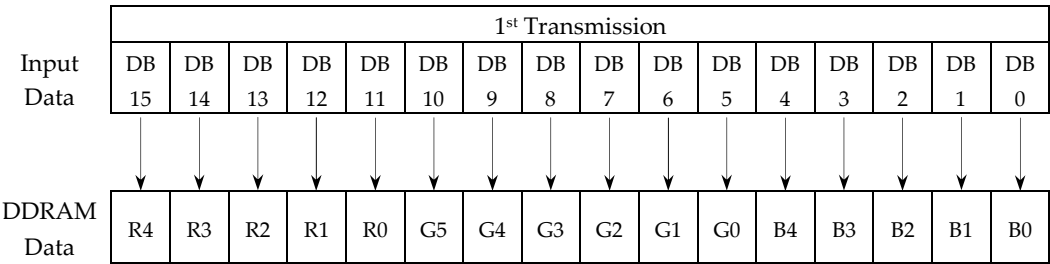 1st Transmission
Input Data
DB 15 DB 14 DB 13 DB 12 DB 11 DB 10 DB 9 DB 8 DB 7 DB 6 DB 5 DB 4 DB 3 DB 2 DB 1 DB 0
DDRAM Data
R4 R3 R2 R1 R0 G5 G4 G3 G2 G1 G0 B4 B3 B2 B1 B0